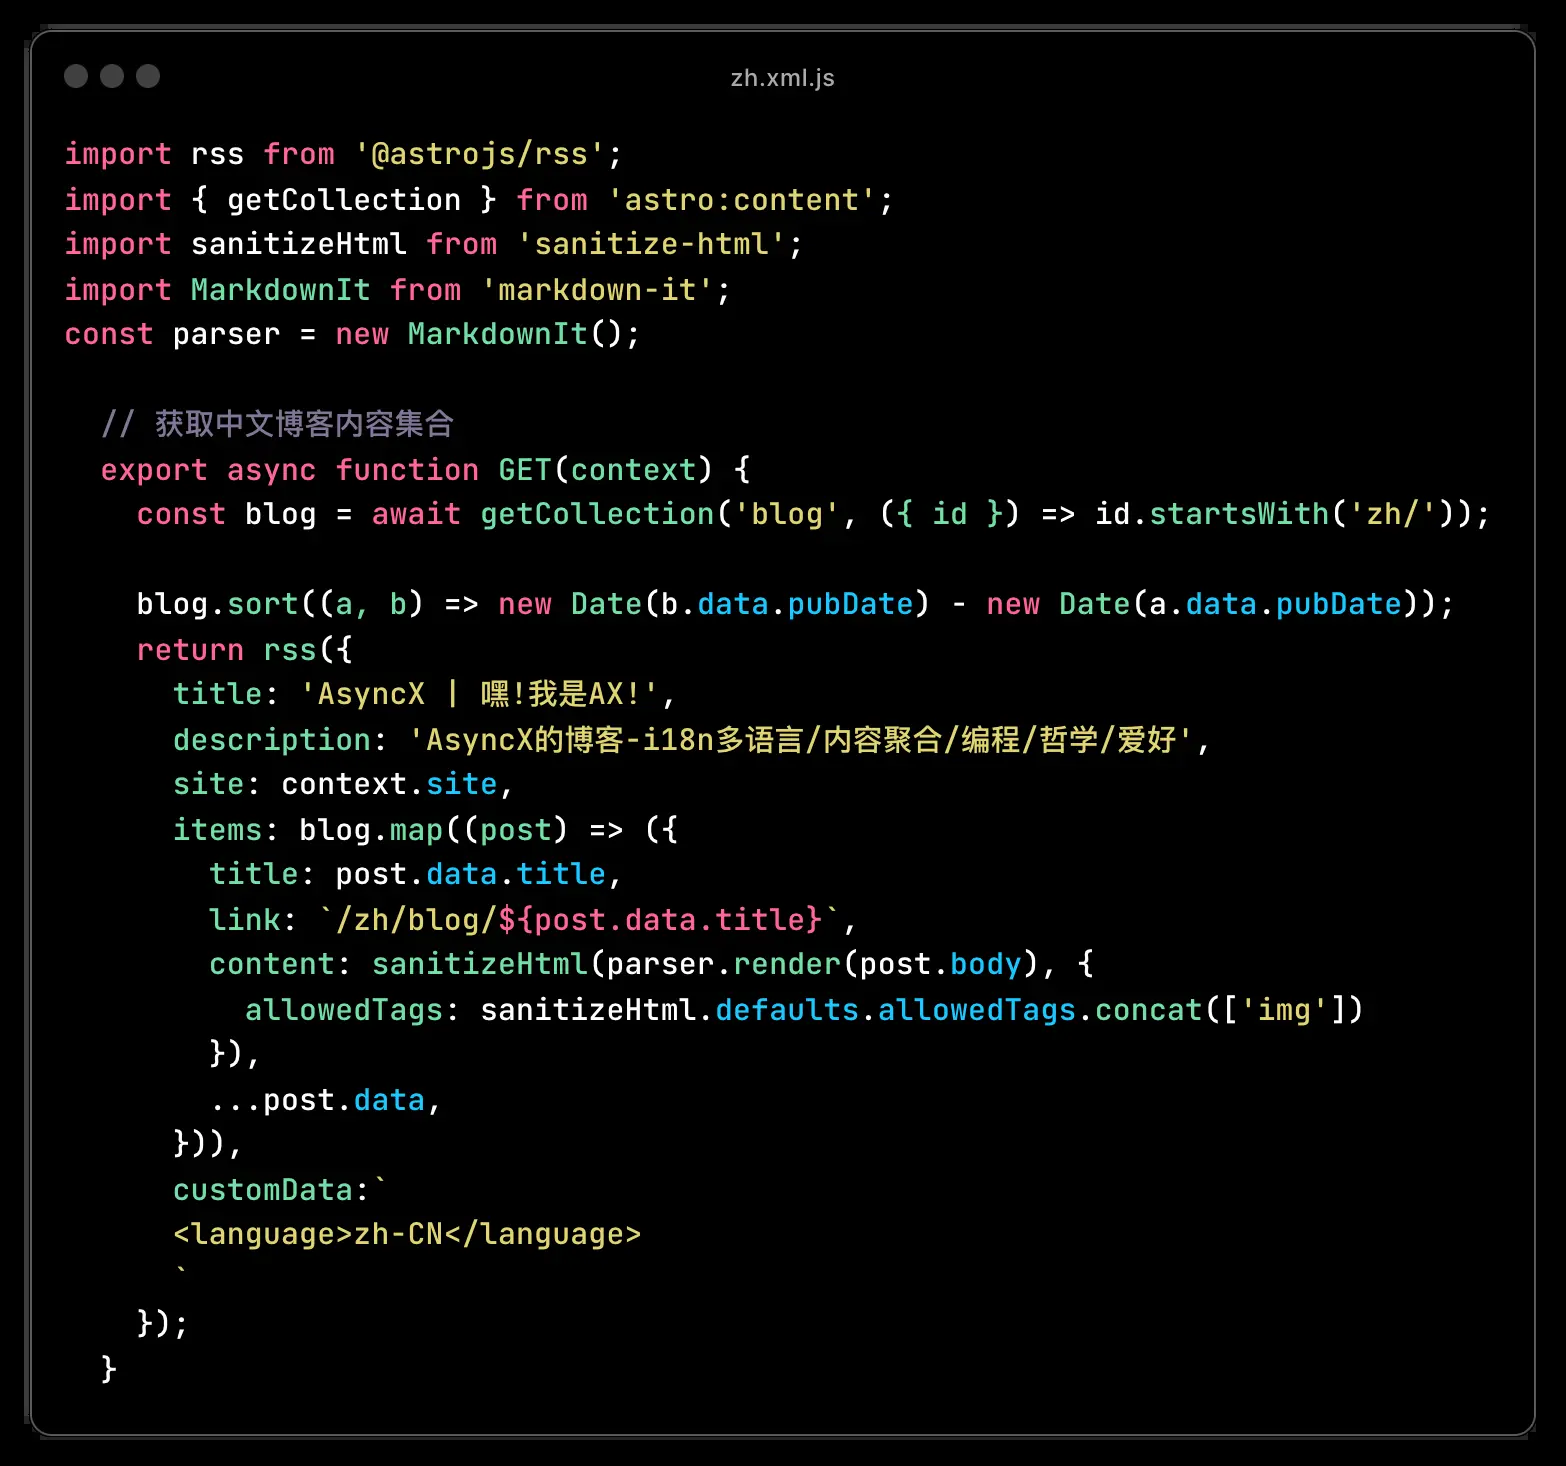 zh.xml.js
import rss from '@astrojs/rss';
import { getCollection } from 'astro:content';
import sanitizeHtml from 'sanitize-html';
import MarkdownIt from 'markdown-it';
const parser = new MarkdownIt();
// 获取中文博客内容集合
export async function GET(context) {
const blog = await getCollection('blog', ({ id }) => id.startsWith('zh/'));
blog.sort((a, b) => new Date(b.data.pubDate) - new Date(a.data.pubDate));
return rss({
title: 'AsyncX | 嘿!我是AX!',
description: 'AsyncX的博客-i18n多语言/内容聚合/编程/哲学/爱好',
site: context.site,
items: blog.map((post) => ({
title: post.data.title,
link: `/zh/blog/${post.data.title}`,
content: sanitizeHtml(parser.render(post.body), {
allowedTags: sanitizeHtml.defaults.allowedTags.concat(['img'])
}),
...post.data,
})),
customData:`
<language>zh-CN</language>
`
});
}